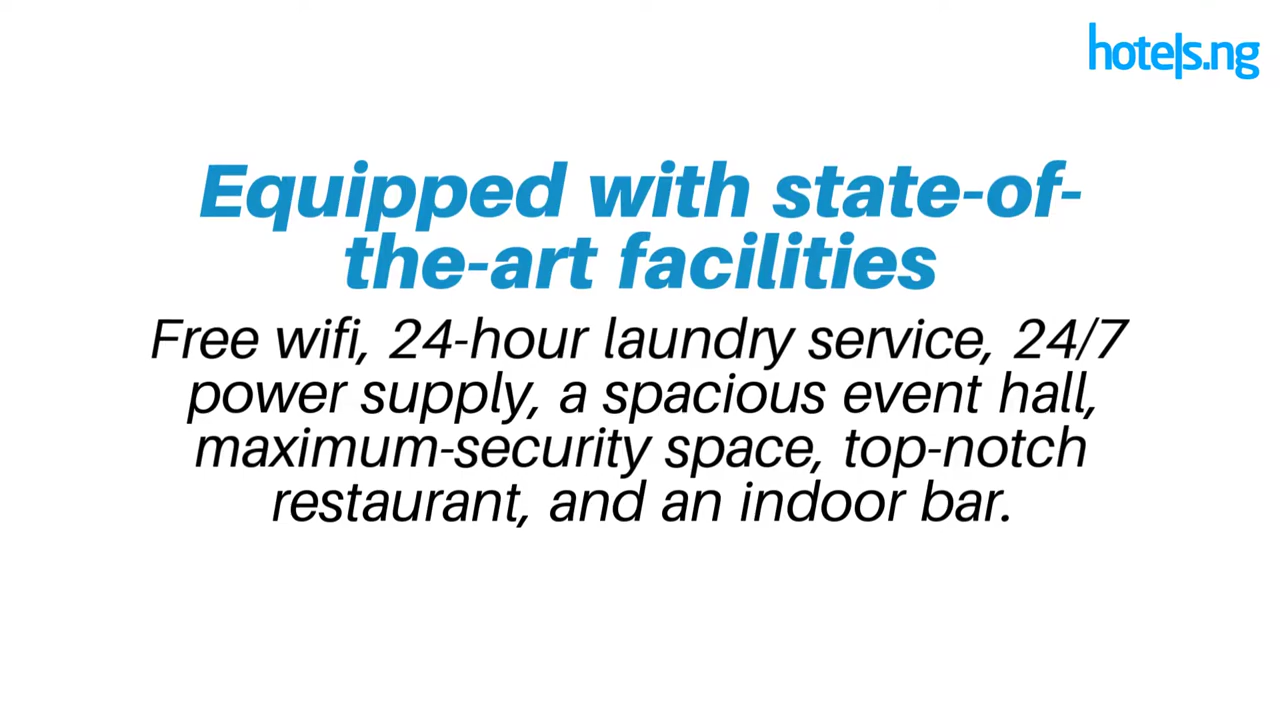 hotels.ng
Equipped with state-of-
the-art facilities
Free wifi, 24-hour laundry service, 24/7
power supply, a spacious event hall,
maximum-security space, top-notch
restaurant, and an indoor bar.